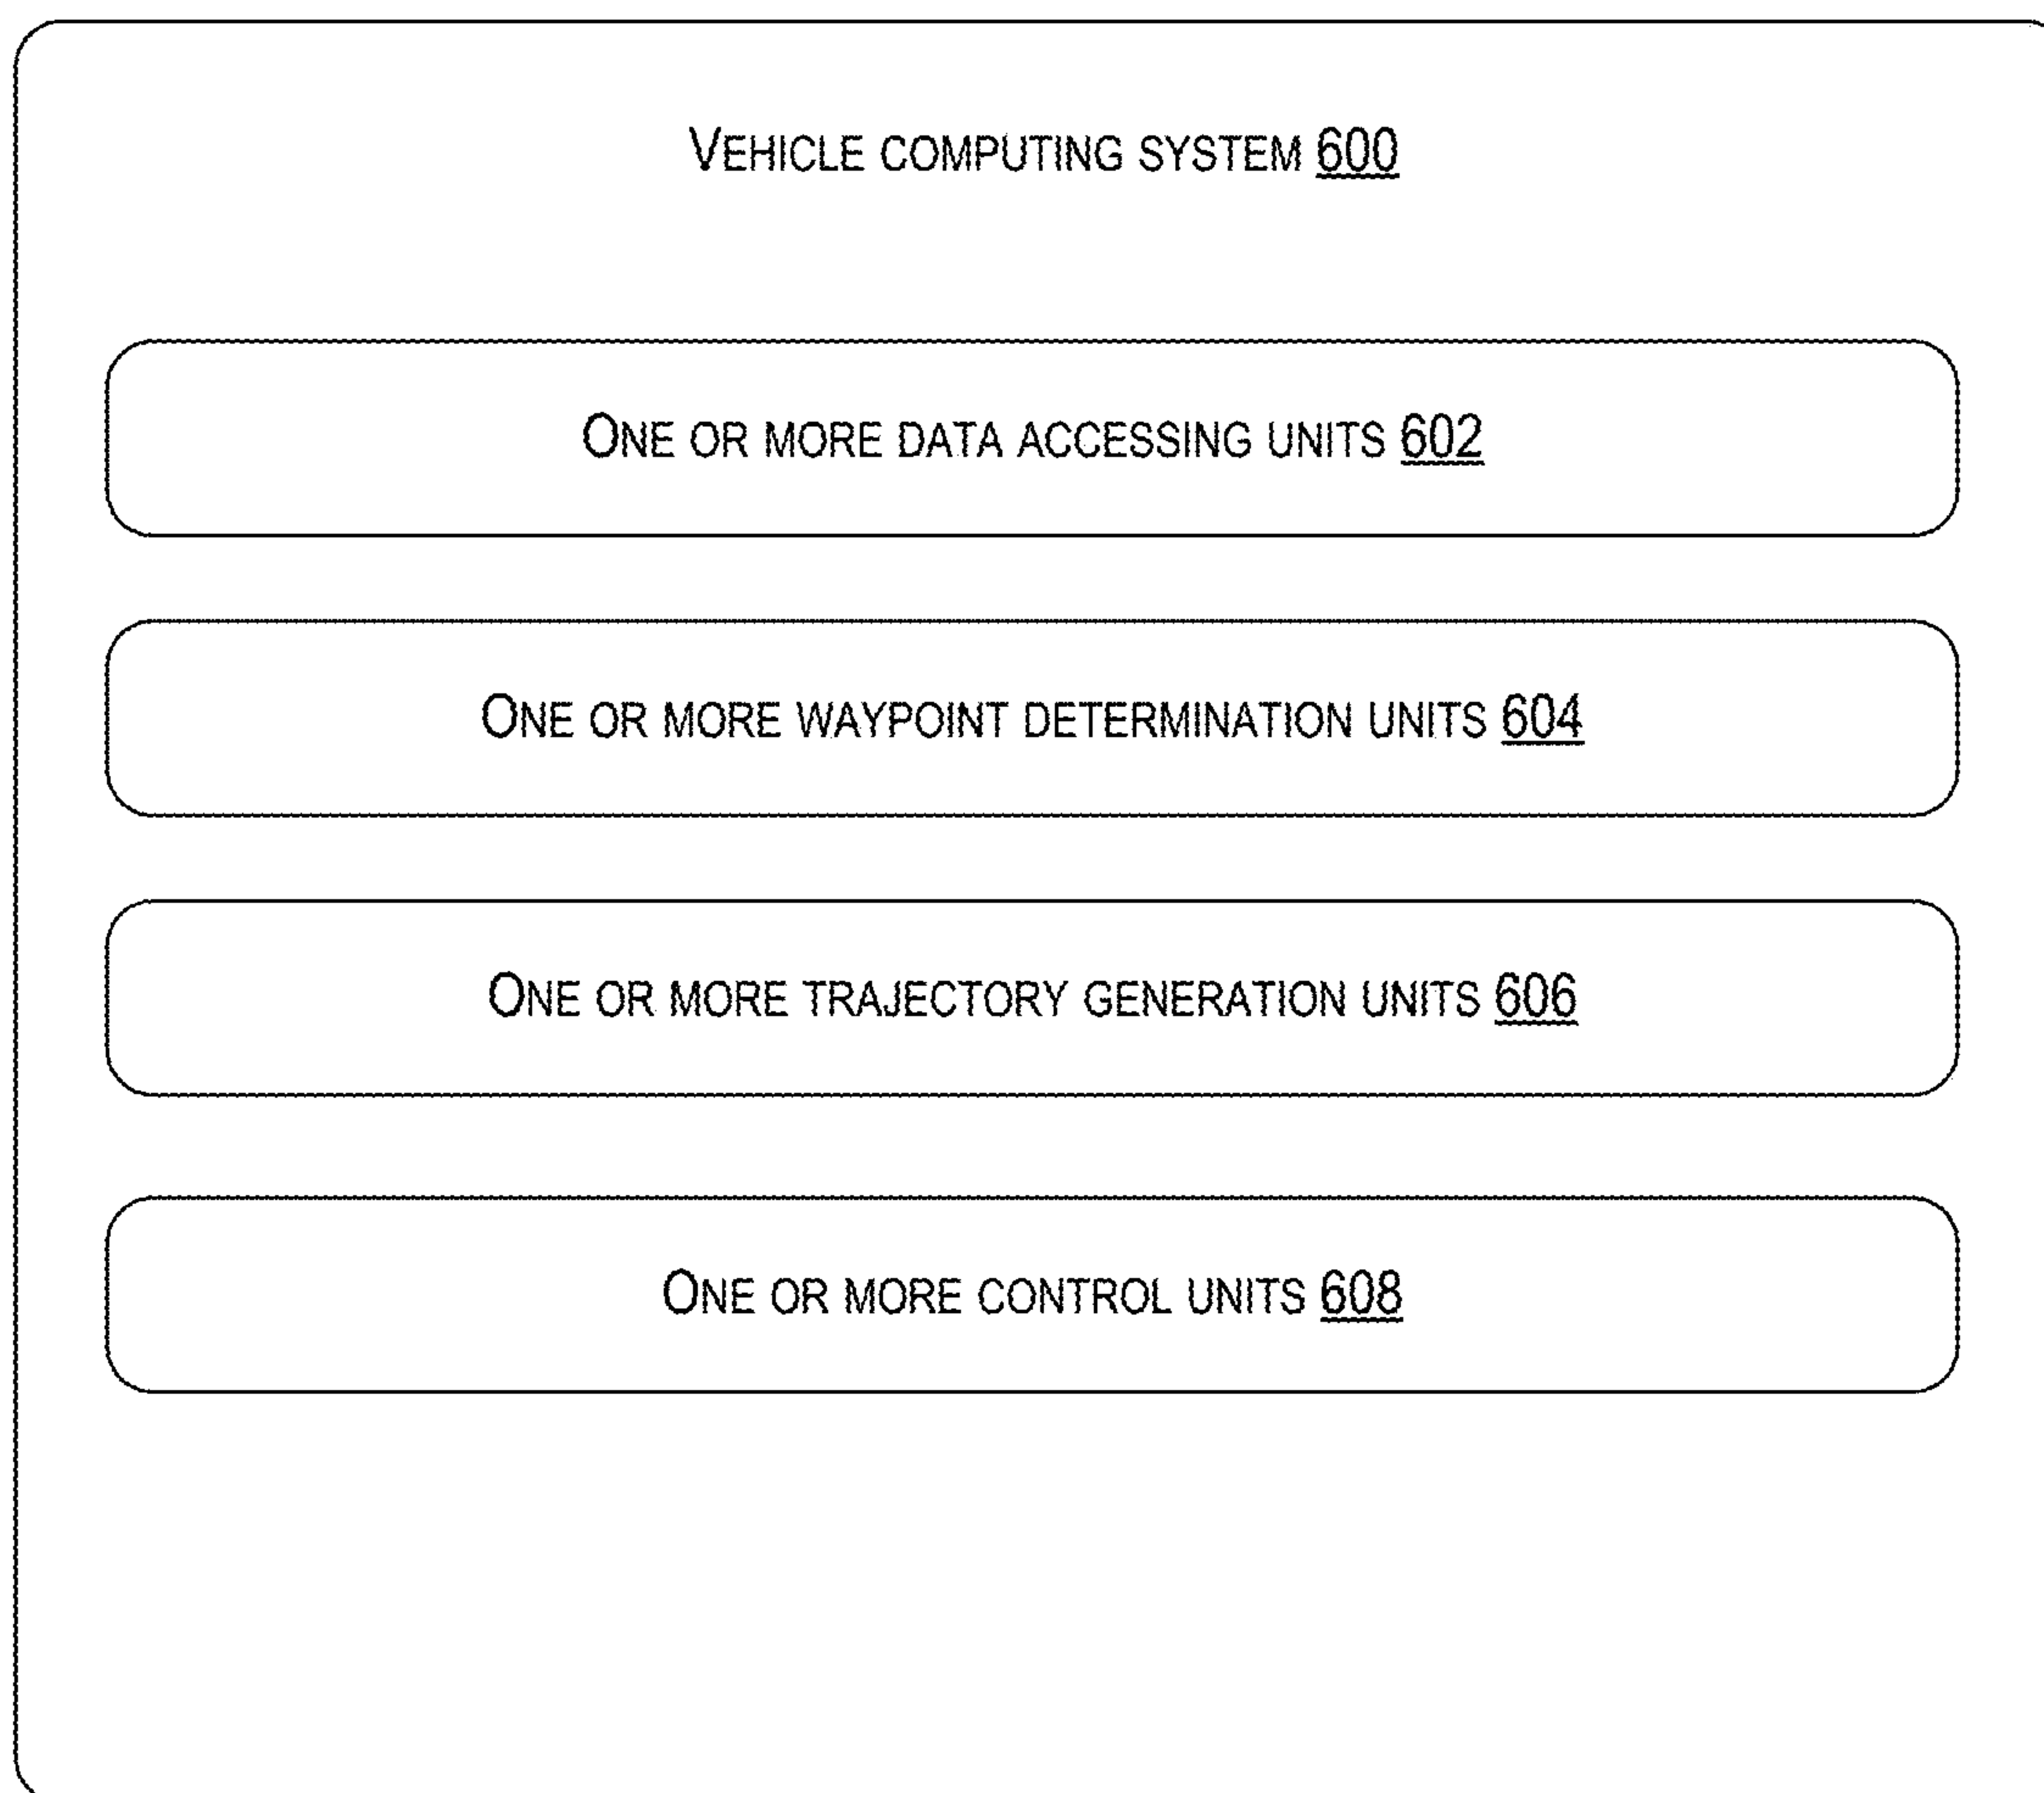 VEHICLE COMPUTING SYSTEM 600
ONE OR MORE DATA ACCESSING UNITS 602
ONE OR MORE WAYPOINT DETERMINATION UNITS 604
ONE OR MORE TRAJECTORY GENERATION UNITS 606
ONE OR MORE CONTROL UNITS 608